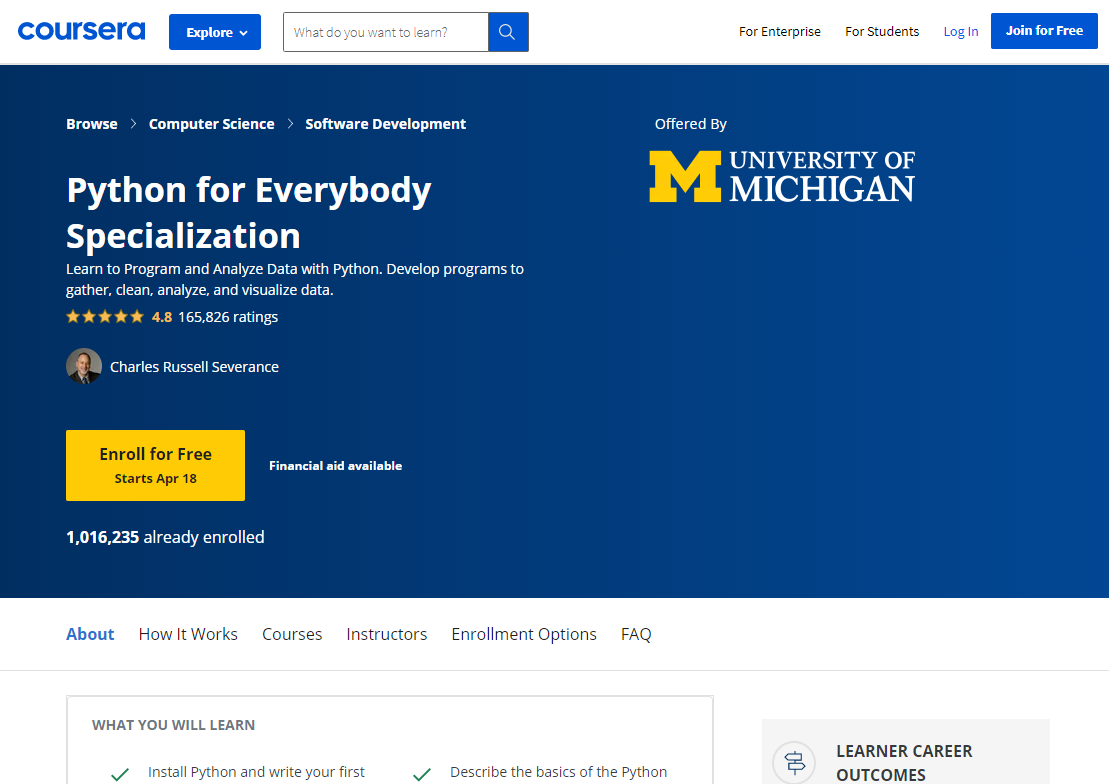 coursera
Explore
What do you want to learn?
For Enterprise
For Students
Log In
Join for Free
Browse > Computer Science > Software Development
Python for Everybody
Specialization
Learn to Program and Analyze Data with Python. Develop programs to
gather, clean, analyze, and visualize data.
4.8 165,826 ratings
Charles Russell Severance
Enroll for Free
Starts Apr 18
Financial aid available
1,016,235 already enrolled
Offered By
M UNIVERSITY OF
MICHIGAN
About How It Works Courses Instructors Enrollment Options FAQ
WHAT YOU WILL LEARN
Install Python and write your first
Describe the basics of the Python
LEARNER CAREER
OUTCOMES